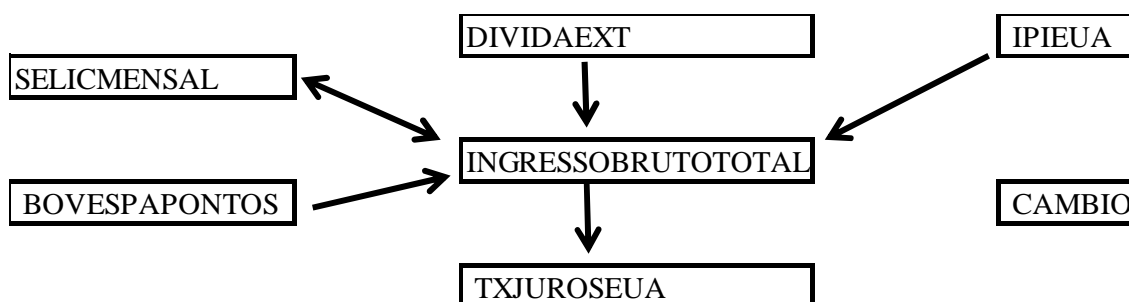 DIVIDAEXT
IPIEUA
SELICMENSAL
INGRESSOBRUTOTOTAL
BOVESPAPONTOS
CAMBIO
TXJUROSEUA